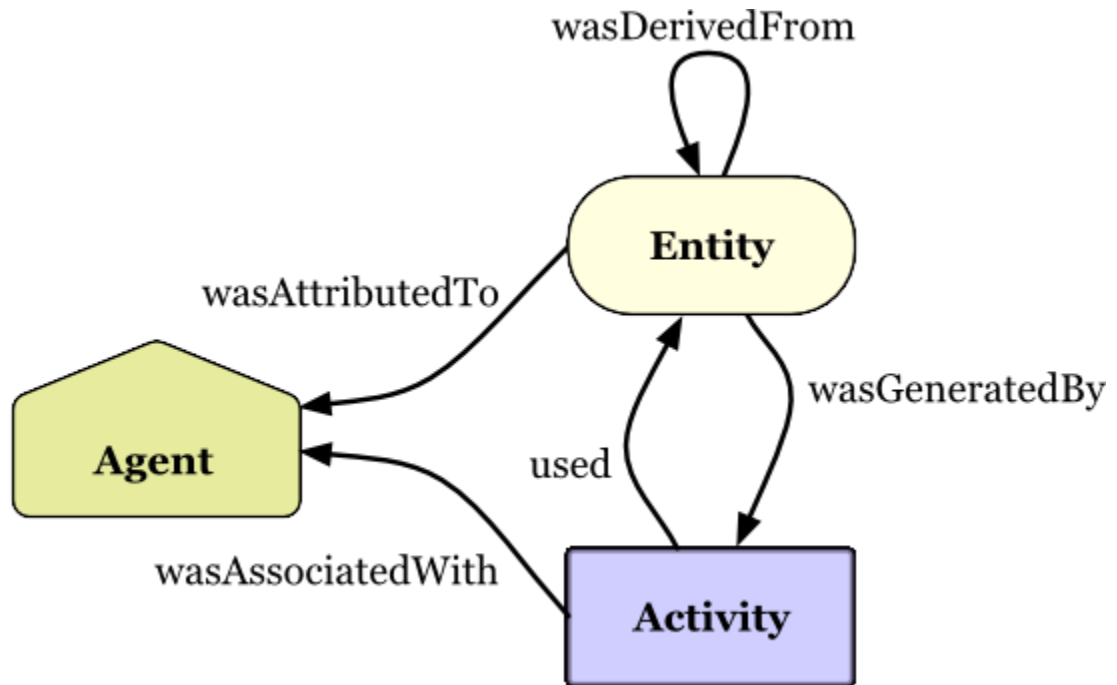 wasDerivedFrom
Entity
wasAttributedTo
wasGeneratedBy
Agent
used
wasAssociatedWith
Activity